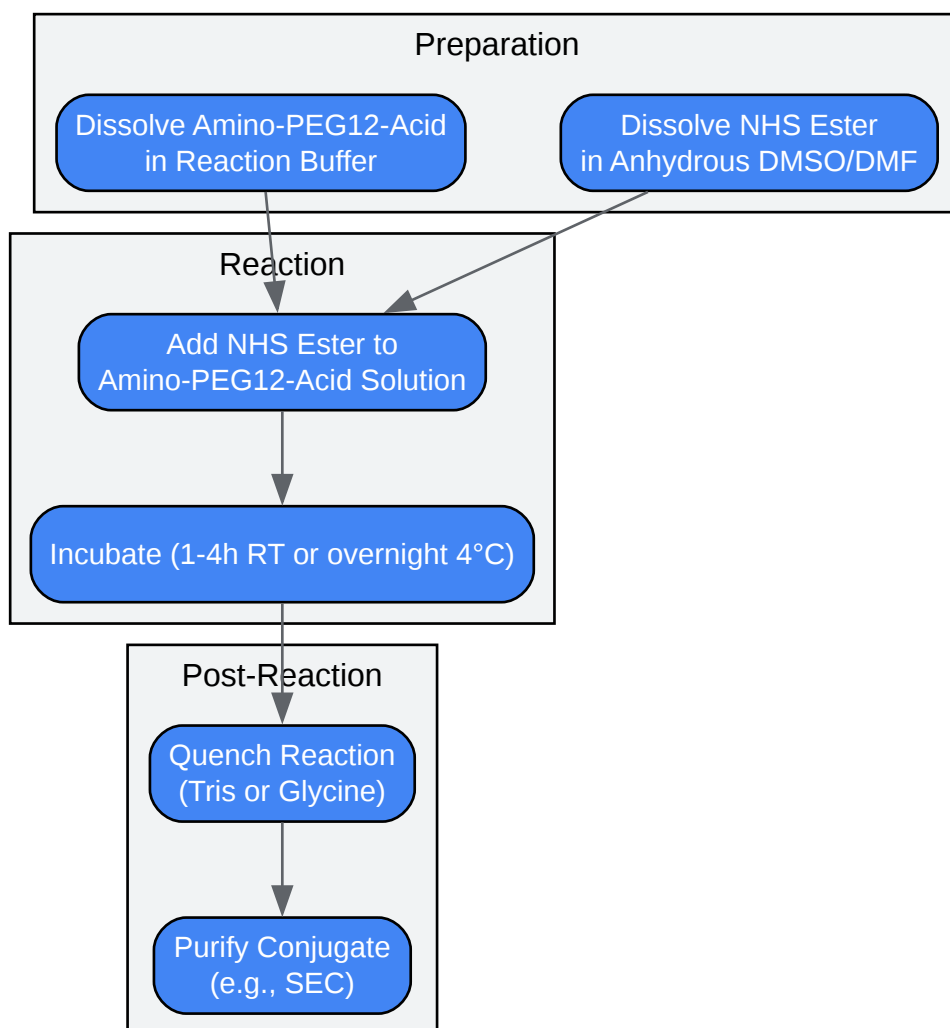 Preparation
Dissolve Amino-PEG12-Acid
in Reaction Buffer
Dissolve NHS Ester
in Anhydrous DMSO/DMF
Reaction
Add NHS Ester to
Amino-PEG12-Acid Solution
Incubate (1-4h RT or overnight 4°C)
Post-Reaction
Quench Reaction
(Tris or Glycine)
Purify Conjugate
(e.g., SEC)